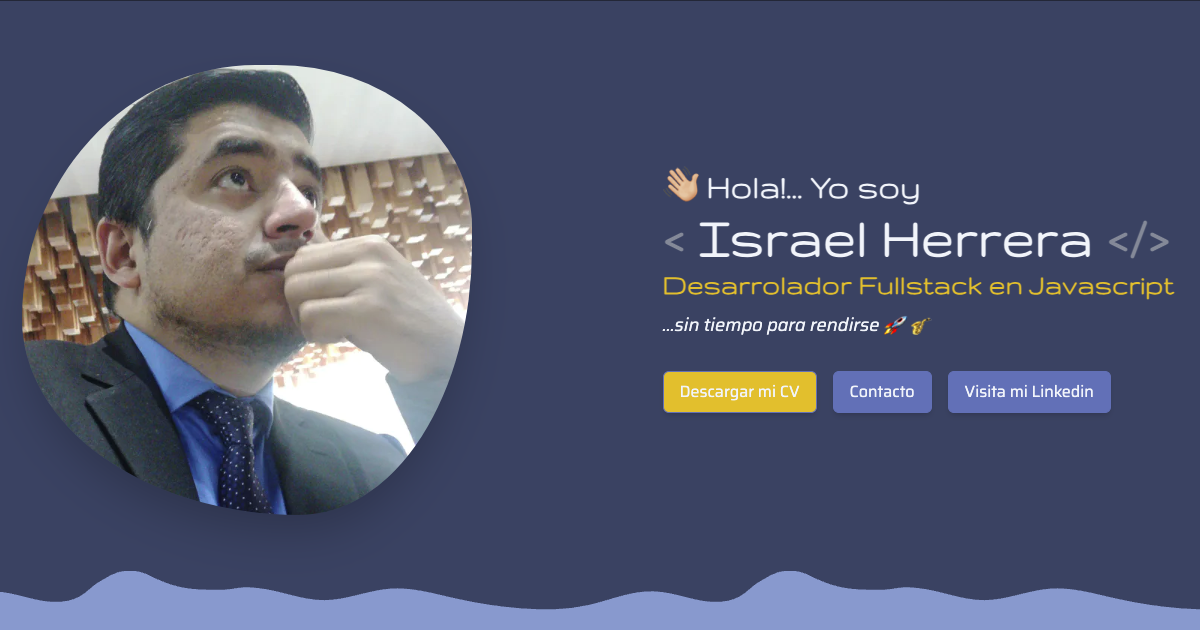 👋🏼 Hola!... Yo soy
< Israel Herrera </>
Desarrolador Fullstack en Javascript
...sin tiempo para rendirse 🚀 🎷
Descargar mi CV
Contacto
Visita mi Linkedin